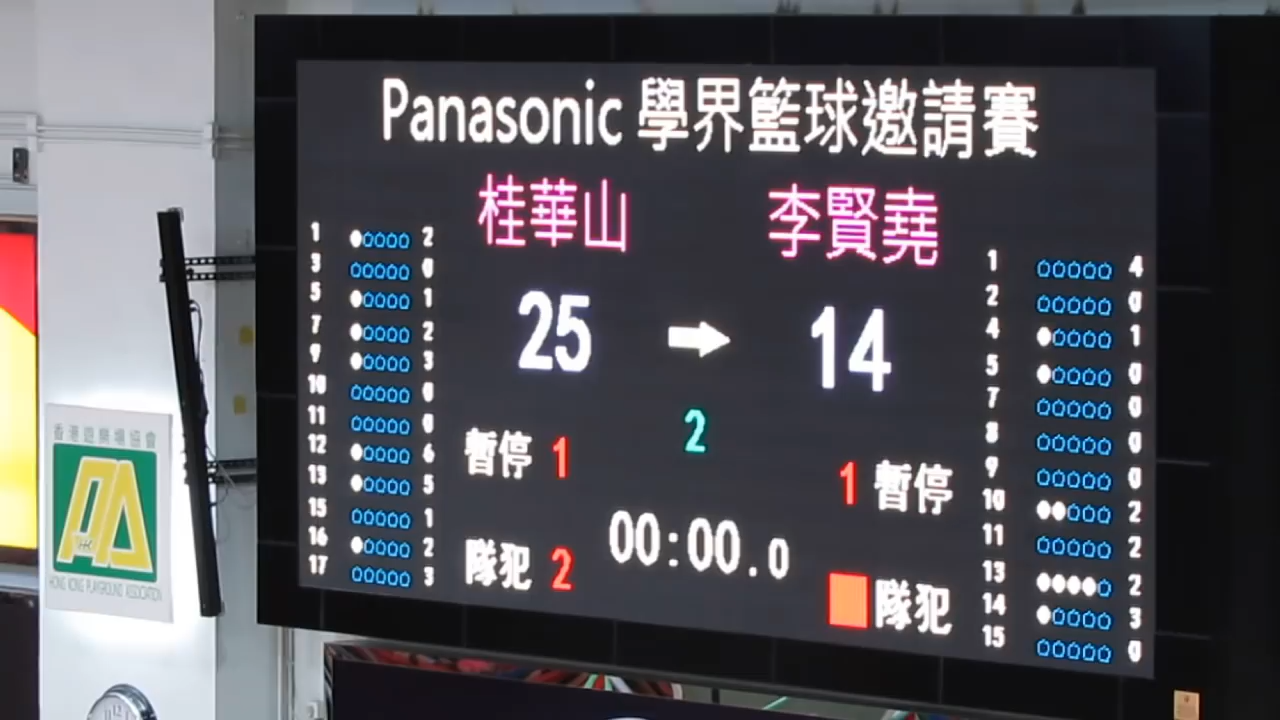 Panasonic 學界籃球邀請賽
桂華山 李賢堯
25 → 14
2
暫停 1
1 暫停
00:00.0
隊犯 2
隊犯
1 2
3 0
5 1
7 2
9 3
10 0
11 0
12 6
13 5
15 1
16 2
17 3
1 4
2 0
4 1
5 0
7 0
8 0
9 0
10 2
11 2
13 2
14 3
15 0
香港遊樂場協會
HONG KONG PLAYGROUND ASSOCIATION